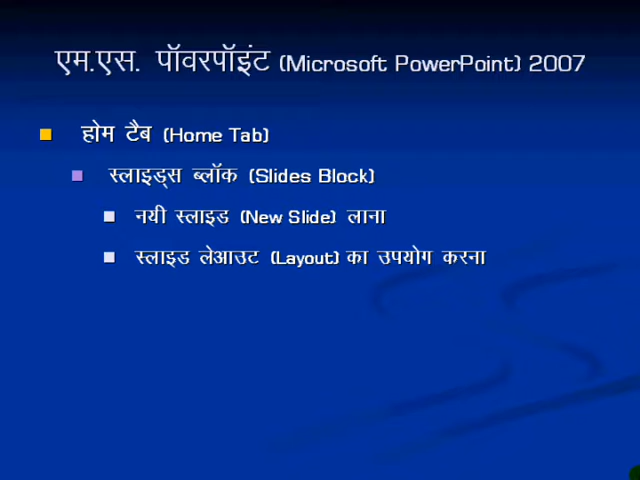 एम.एस. पॉवरपॉइंट (Microsoft PowerPoint) 2007
होम टैब (Home Tab)
स्लाइड्स ब्लॉक (Slides Block)
नयी स्लाइड (New Slide) लाना
स्लाइड लेआउट (Layout) का उपयोग करना